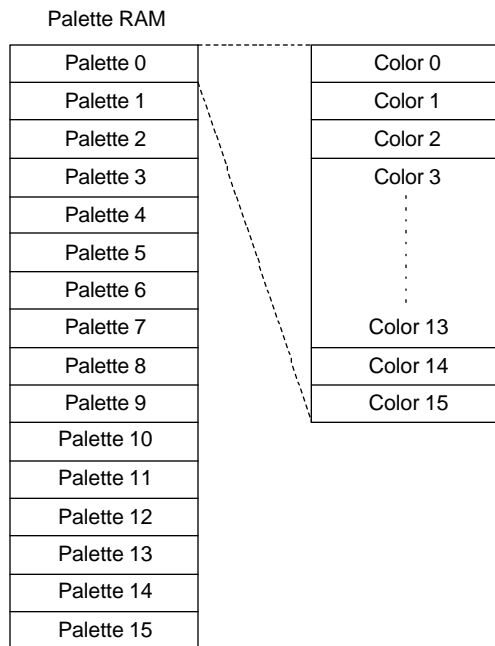 Palette RAM
Palette 0
Palette 1
Palette 2
Palette 3
Palette 4
Palette 5
Palette 6
Palette 7
Palette 8
Palette 9
Palette 10
Palette 11
Palette 12
Palette 13
Palette 14
Palette 15
Color 0
Color 1
Color 2
Color 3
Color 13
Color 14
Color 15